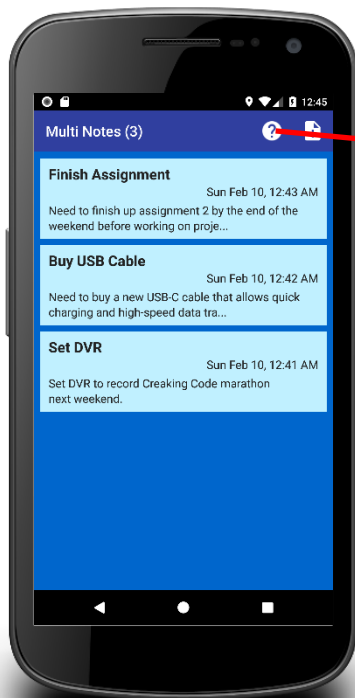 12:45
Multi Notes (3)
Finish Assignment
Sun Feb 10, 12:43 AM
Need to finish up assignment 2 by the end of the
weekend before working on proje...
Buy USB Cable
Sun Feb 10, 12:42 AM
Need to buy a new USB-C cable that allows quick
charging and high-speed data tra...
Set DVR
Sun Feb 10, 12:41 AM
Set DVR to record Creaking Code marathon
next weekend.